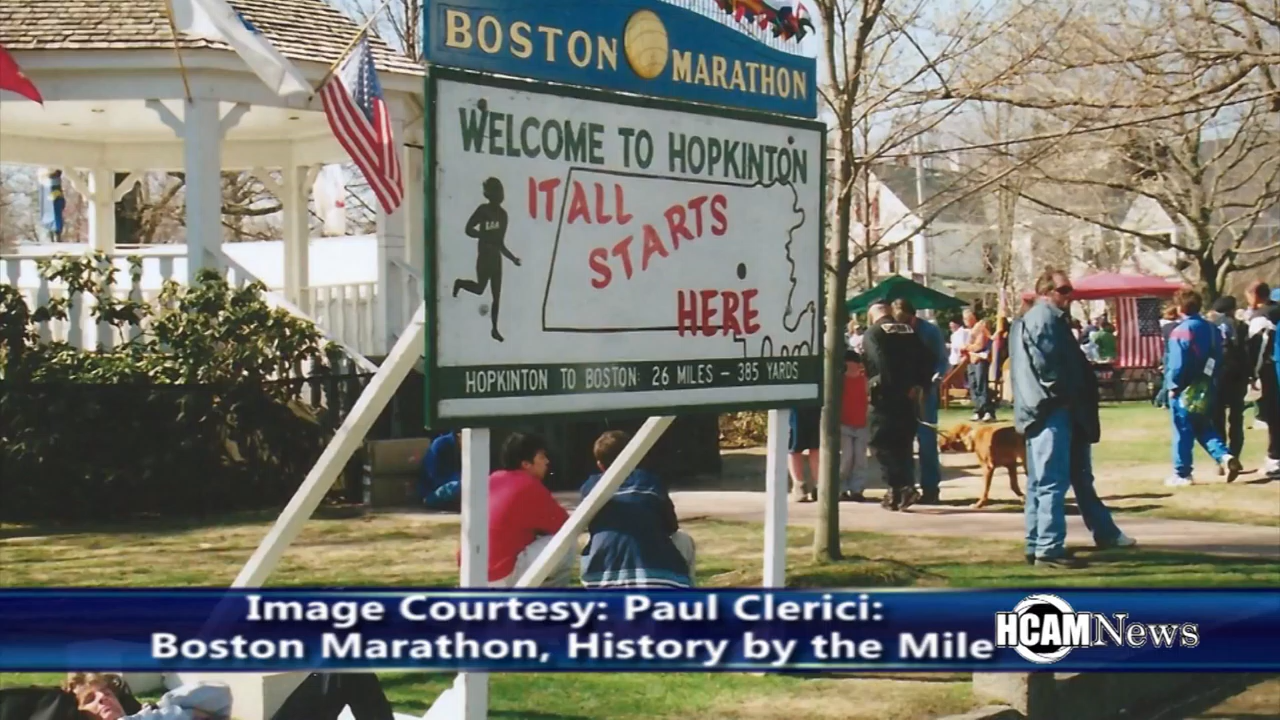 BOSTON MARATHON
WELCOME TO HOPKINTON
IT ALL
STARTS
HERE
HOPKINTON TO BOSTON: 26 MILES - 385 YARDS
Image Courtesy: Paul Clerici:
Boston Marathon, History by the Mile
HCAMNews